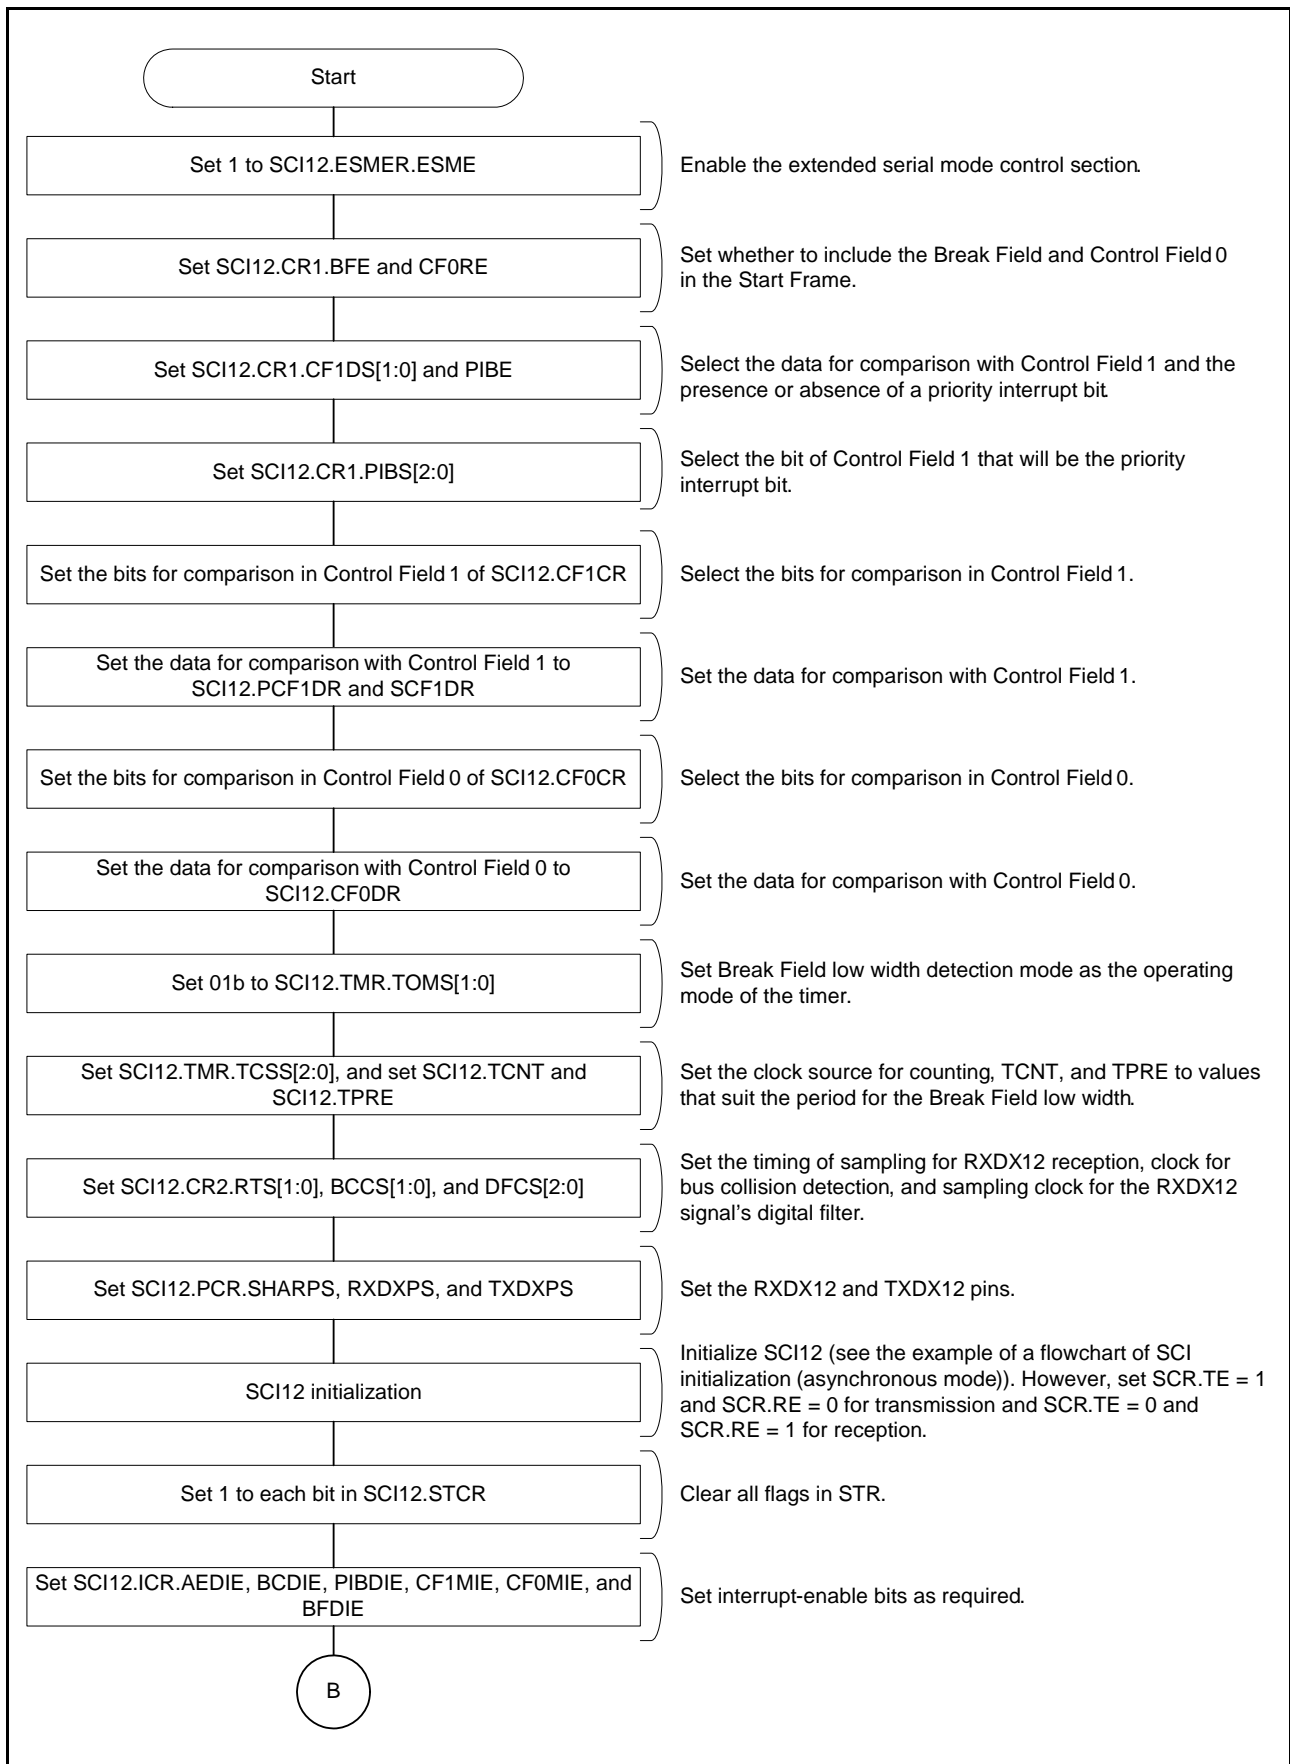 Start
Set 1 to SCI12.ESMER.ESME
Enable the extended serial mode control section.
Set SCI12.CR1.BFE and CF0RE
Set whether to include the Break Field and Control Field 0
in the Start Frame.
Set SCI12.CR1.CF1DS[1:0] and PIBE
Select the data for comparison with Control Field 1 and the
presence or absence of a priority interrupt bit.
Set SCI12.CR1.PIBS[2:0]
Select the bit of Control Field 1 that will be the priority
interrupt bit.
Set the bits for comparison in Control Field 1 of SCI12.CF1CR
Select the bits for comparison in Control Field 1.
Set the data for comparison with Control Field 1 to
SCI12.PCF1DR and SCF1DR
Set the data for comparison with Control Field 1.
Set the bits for comparison in Control Field 0 of SCI12.CF0CR
Select the bits for comparison in Control Field 0.
Set the data for comparison with Control Field 0 to
SCI12.CF0DR
Set the data for comparison with Control Field 0.
Set 01b to SCI12.TMR.TOMS[1:0]
Set Break Field low width detection mode as the operating
mode of the timer.
Set SCI12.TMR.TCSS[2:0], and set SCI12.TCNT and
SCI12.TPRE
Set the clock source for counting, TCNT, and TPRE to values
that suit the period for the Break Field low width.
Set SCI12.CR2.RTS[1:0], BCCS[1:0], and DFCS[2:0]
Set the timing of sampling for RXDX12 reception, clock for
bus collision detection, and sampling clock for the RXDX12
signal’s digital filter.
Set SCI12.PCR.SHARPS, RXDXPS, and TXDXPS
Set the RXDX12 and TXDX12 pins.
SCI12 initialization
Initialize SCI12 (see the example of a flowchart of SCI
initialization (asynchronous mode)). However, set SCR.TE = 1
and SCR.RE = 0 for transmission and SCR.TE = 0 and
SCR.RE = 1 for reception.
Set 1 to each bit in SCI12.STCR
Clear all flags in STR.
Set SCI12.ICR.AEDIE, BCDIE, PIBDIE, CF1MIE, CF0MIE, and
BFDIE
Set interrupt-enable bits as required.
B